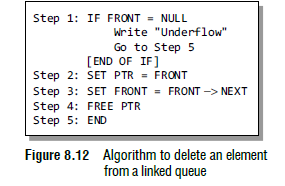 Step 1: IF FRONT = NULL
Write "Underflow"
Go to Step 5
[END OF IF]
Step 2: SET PTR = FRONT
Step 3: SET FRONT = FRONT —> NEXT
Step 4: FREE PTR
Step 5: END
Figure 8.12 Algorithm to delete an element
from a linked queue